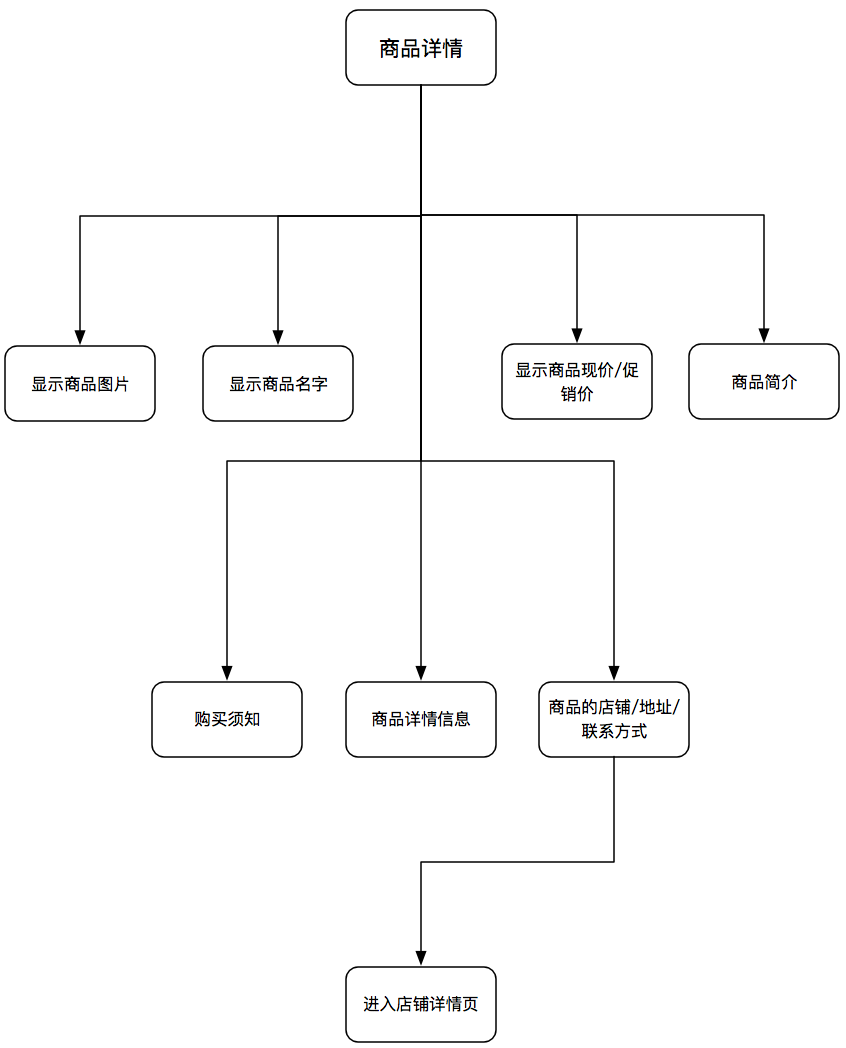 商品详情
显示商品图片
显示商品名字
显示商品现价/促
销价
商品简介
购买须知
商品详情信息
商品的店铺/地址/
联系方式
进入店铺详情页